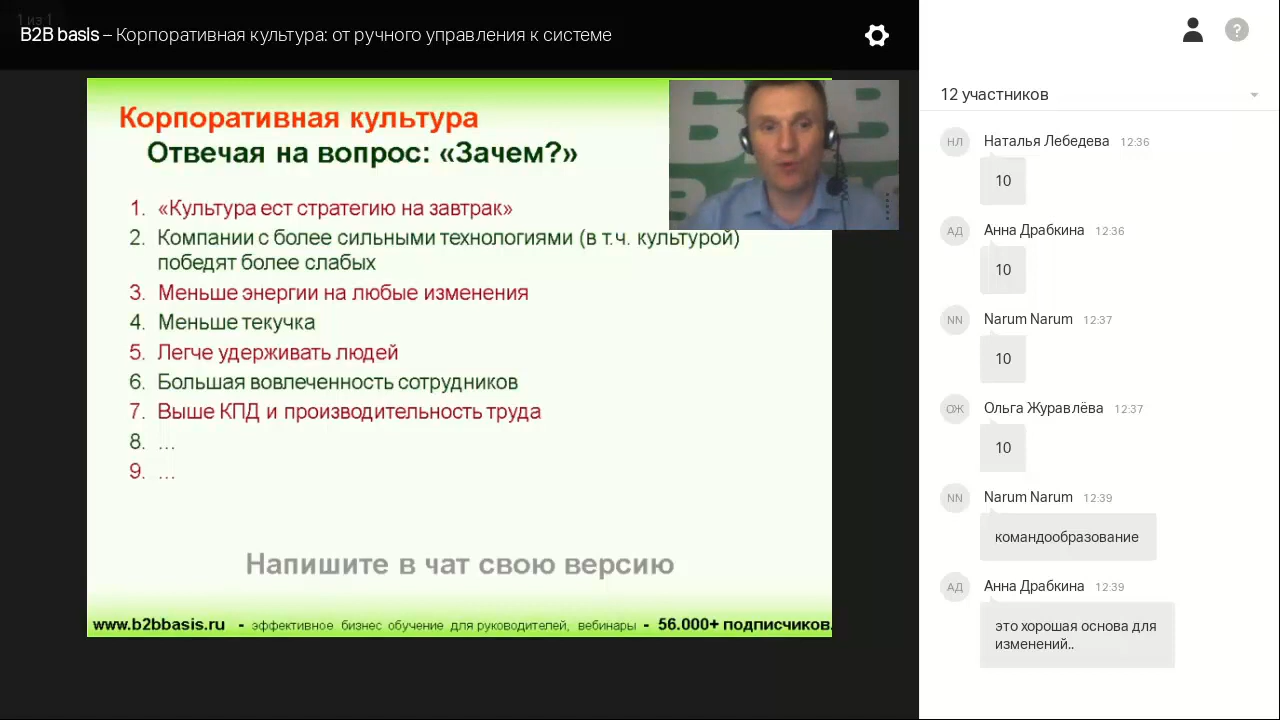 1 из 1
B2B basis – Корпоративная культура: от ручного управления к системе
Корпоративная культура
Отвечая на вопрос: «Зачем?»
1. «Культура ест стратегию на завтрак»
2. Компании с более сильными технологиями (в т.ч. культурой)
победят более слабых
3. Меньше энергии на любые изменения
4. Меньше текучка
5. Легче удерживать людей
6. Большая вовлеченность сотрудников
7. Выше КПД и производительность труда
8. ...
9. ...
Напишите в чат свою версию
www.b2bbasis.ru - эффективное бизнес обучение для руководителей, вебинары - 56.000+ подписчиков.
?
12 участников
НЛ Наталья Лебедева 12:36
10
АД Анна Драбкина 12:36
10
NN Narum Narum 12:37
10
ОЖ Ольга Журавлёва 12:37
10
NN Narum Narum 12:39
командообразование
АД Анна Драбкина 12:39
это хорошая основа для
изменений..